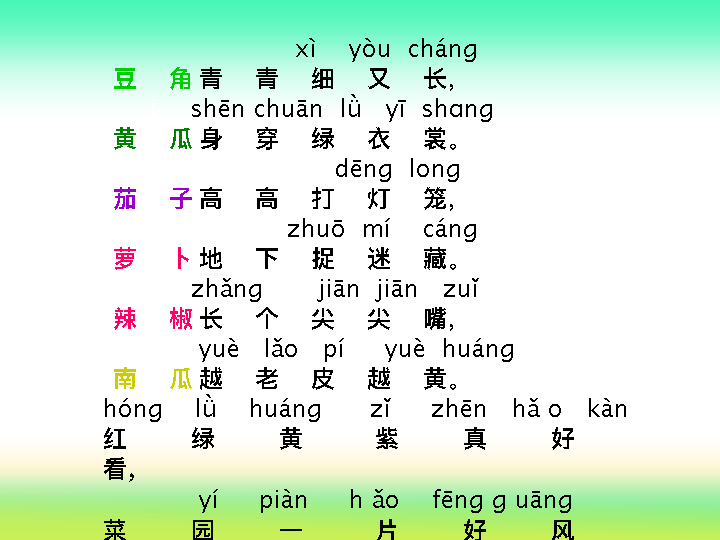 xì yòu cháng
豆 角 青 青 细 又 长，
shēn chuān lǜ yī shɑng
黄 瓜 身 穿 绿 衣 裳。
dēng long
茄 子 高 高 打 灯 笼，
zhuō mí cáng
萝 卜 地 下 捉 迷 藏。
zhǎng jiān jiān zuǐ
辣 椒 长 个 尖 尖 嘴，
yuè lǎo pí yuè huáng
南 瓜 越 老 皮 越 黄。
hóng lǜ huáng zǐ zhēn hǎ o kàn
红 绿 黄 紫 真 好
看，
yí piàn h ǎo fēng g uāng
菜 园 一 片 好 风